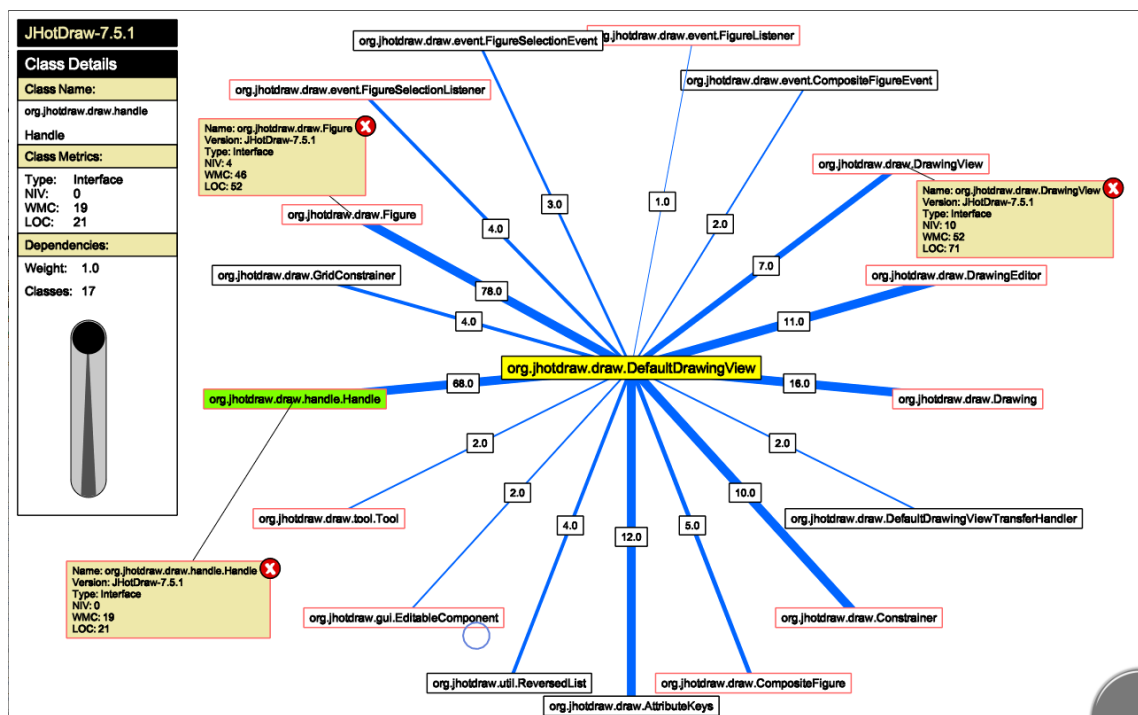 JHotDraw-7.5.1
Class Details
Class Name:
org.jhotdraw.draw.handle
Handle
Class Metrics:
Type: Interface
NIV: 0
WMC: 19
LOC: 21
Dependencies:
Weight: 1.0
Classes: 17
org.jhotdraw.draw.event.FigureSelectionEvent
org.jhotdraw.draw.event.FigureListener
org.jhotdraw.draw.event.CompositeFigureEvent
org.jhotdraw.draw.event.FigureSelectionListener
Name: org.jhotdraw.draw.Figure
Version: JHotDraw-7.5.1
Type: Interface
NIV: 4
WMC: 46
LOC: 52
org.jhotdraw.draw.DrawingView
Name: org.jhotdraw.draw.DrawingView
Version: JHotDraw-7.5.1
Type: Interface
NIV: 10
WMC: 52
LOC: 71
org.jhotdraw.draw.Figure
3.0
1.0
2.0
4.0
7.0
org.jhotdraw.draw.GridConstrainer
org.jhotdraw.draw.DrawingEditor
78.0
4.0
11.0
org.jhotdraw.draw.DefaultDrawingView
68.0
16.0
org.jhotdraw.draw.handle.Handle
org.jhotdraw.draw.Drawing
2.0
2.0
2.0
10.0
org.jhotdraw.draw.tool.Tool
org.jhotdraw.draw.DefaultDrawingViewTransferHandler
4.0
12.0
5.0
Name: org.jhotdraw.draw.handle.Handle
Version: JHotDraw-7.5.1
Type: Interface
NIV: 0
WMC: 19
LOC: 21
org.jhotdraw.gui.EditableComponent
org.jhotdraw.draw.Constrainer
org.jhotdraw.util.ReversedList
org.jhotdraw.draw.CompositeFigure
org.jhotdraw.draw.AttributeKeys